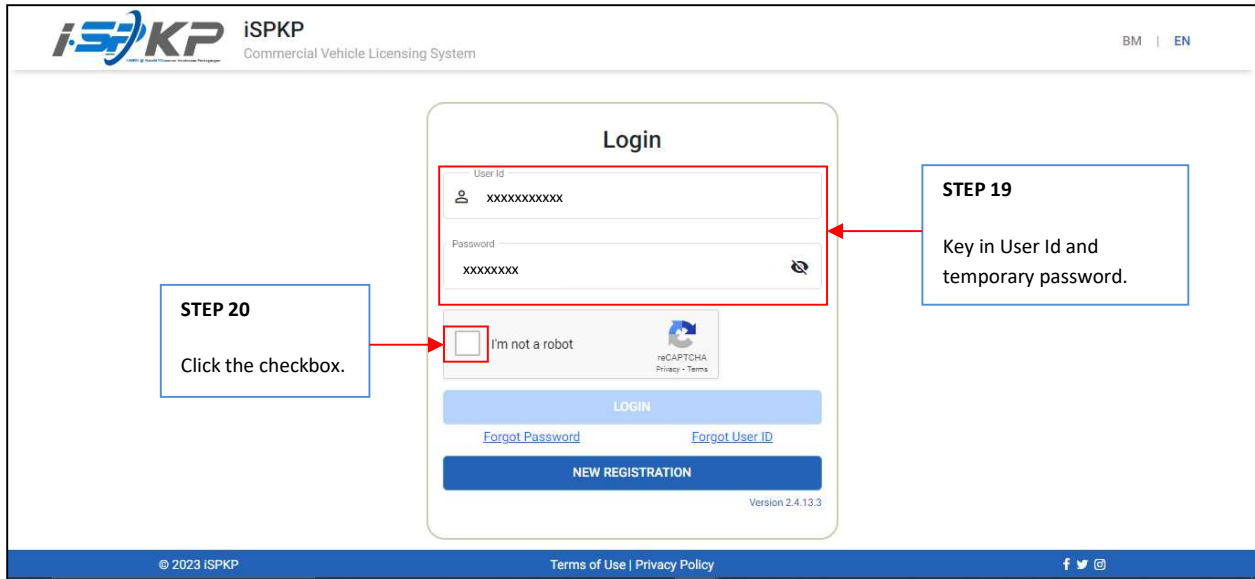 i.SPKP
iSPKP
Commercial Vehicle Licensing System
BM | EN
Login
User Id
xxxxxxxxxxx
Password
xxxxxxxx
STEP 19
Key in User Id and
temporary password.
STEP 20
Click the checkbox.
I'm not a robot
reCAPTCHA
Privacy - Terms
LOGIN
Forgot Password Forgot User ID
NEW REGISTRATION
Version 2.4.13.3
© 2023 iSPKP Terms of Use | Privacy Policy